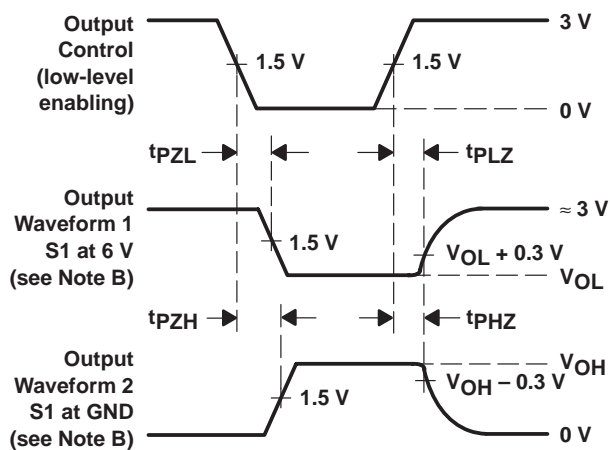 Output
Control
(low-level
enabling)
1.5 V
1.5 V
3 V
0 V
tPZL
tPLZ
Output
Waveform 1
S1 at 6 V
(see Note B)
1.5 V
≈ 3 V
VOL + 0.3 V
VOL
tPZH
tPHZ
Output
Waveform 2
S1 at GND
(see Note B)
1.5 V
VOH
VOH – 0.3 V
0 V